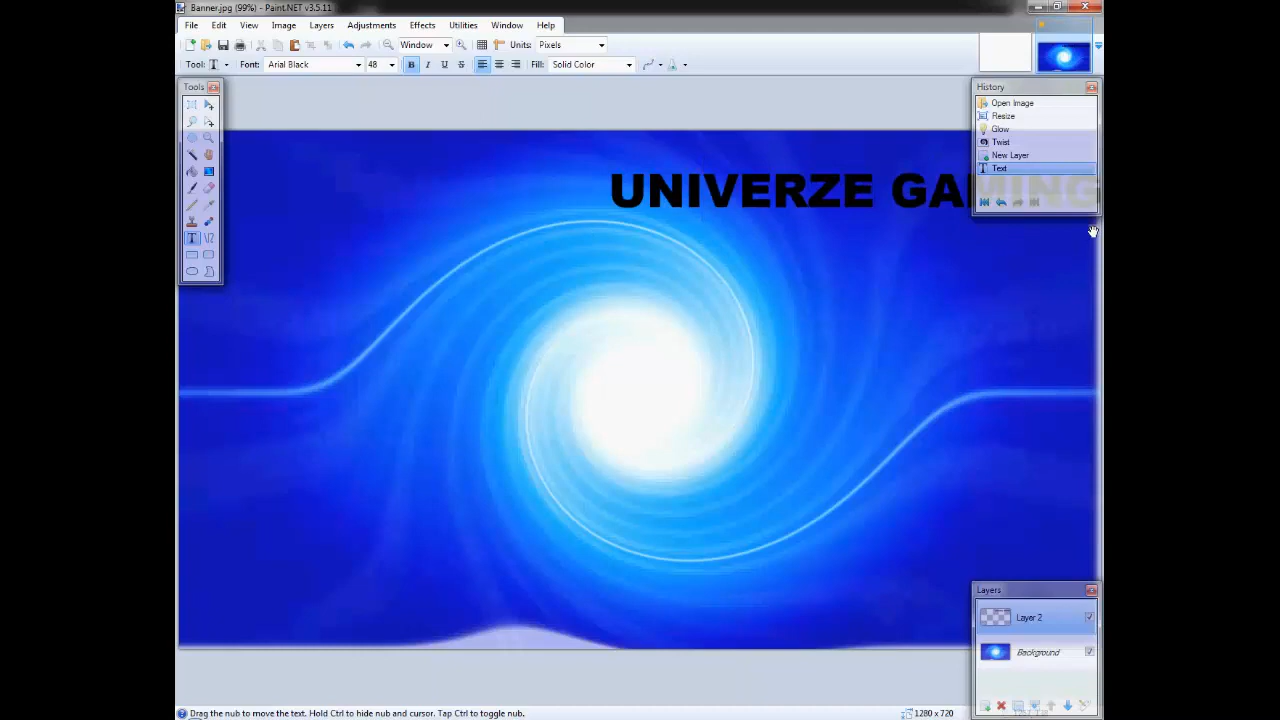 Banner.jpg (99%) - Paint.NET v3.5.11
File Edit View Image Layers Adjustments Effects Utilities Window Help
Window Units: Pixels
Tool: T Font: Arial Black 48 B I U S Fill: Solid Color
Tools
History
Open Image
Resize
Glow
Twist
New Layer
Text
UNIVERZE GAMING
Layers
Layer 2
Background
Drag the nub to move the text. Hold Ctrl to hide nub and cursor. Tap Ctrl to toggle nub.
1280 x 720